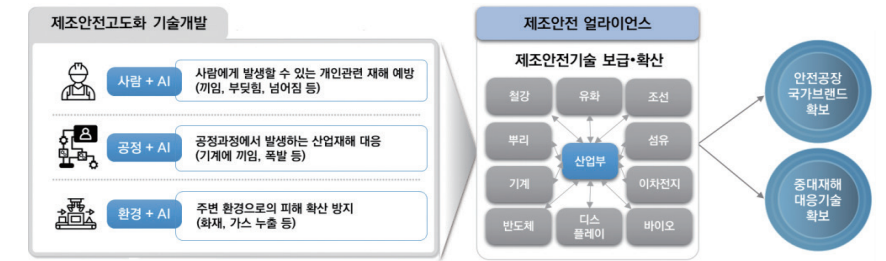 제조안전고도화 기술개발
사람 + AI
사람에게 발생할 수 있는 개인관련 재해 예방
(끼임, 부딪힘, 넘어짐 등)
공정 + AI
공정과정에서 발생하는 산업재해 대응
(기계에 끼임, 폭발 등)
환경 + AI
주변 환경으로의 피해 확산 방지
(화재, 가스 누출 등)
제조안전 얼라이언스
제조안전기술 보급•확산
철강
유화
조선
뿌리
섬유
산업부
기계
이차전지
반도체
디스
플레이
바이오
안전공장
국가브랜드
확보
중대재해
대응기술
확보